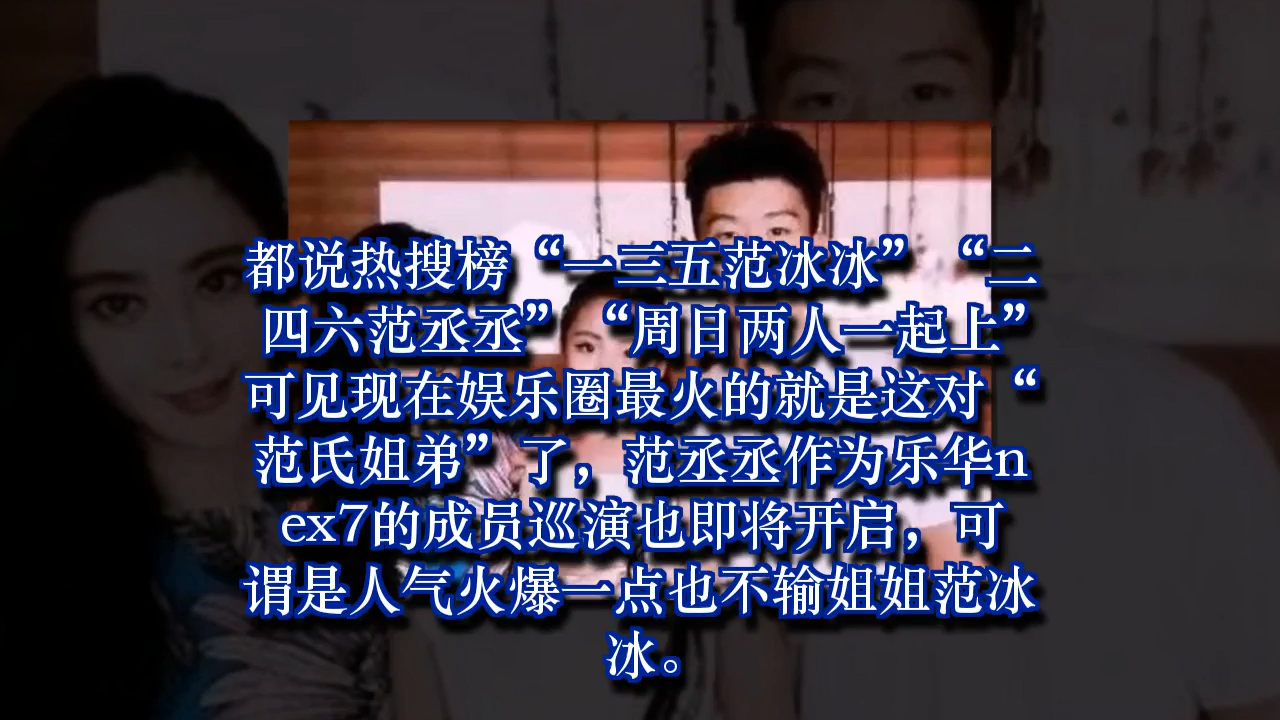 都说热搜榜“一三五范冰冰”“二
四六范丞丞”“周日两人一起上”
可见现在娱乐圈最火的就是这对“
范氏姐弟”了，范丞丞作为乐华n
ex7的成员巡演也即将开启，可
谓是人气火爆一点也不输姐姐范冰
冰。